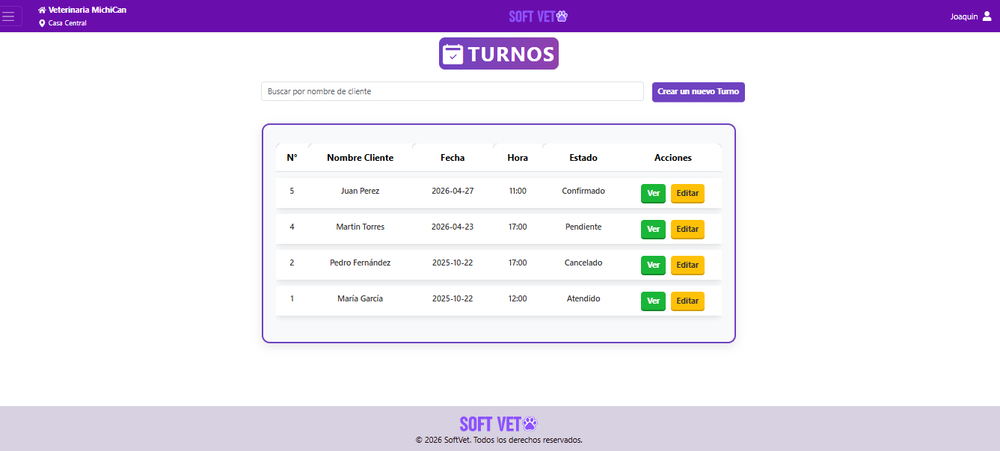 Veterinaria MichiCan
Casa Central
SOFT VET
Joaquin
TURNOS
Buscar por nombre de cliente
Crear un nuevo Turno
N° Nombre Cliente Fecha Hora Estado Acciones
5 Juan Perez 2026-04-27 11:00 Confirmado Ver Editar
4 Martin Torres 2026-04-23 17:00 Pendiente Ver Editar
2 Pedro Fernández 2025-10-22 17:00 Cancelado Ver Editar
1 María García 2025-10-22 12:00 Atendido Ver Editar
SOFT VET
© 2026 SoftVet. Todos los derechos reservados.